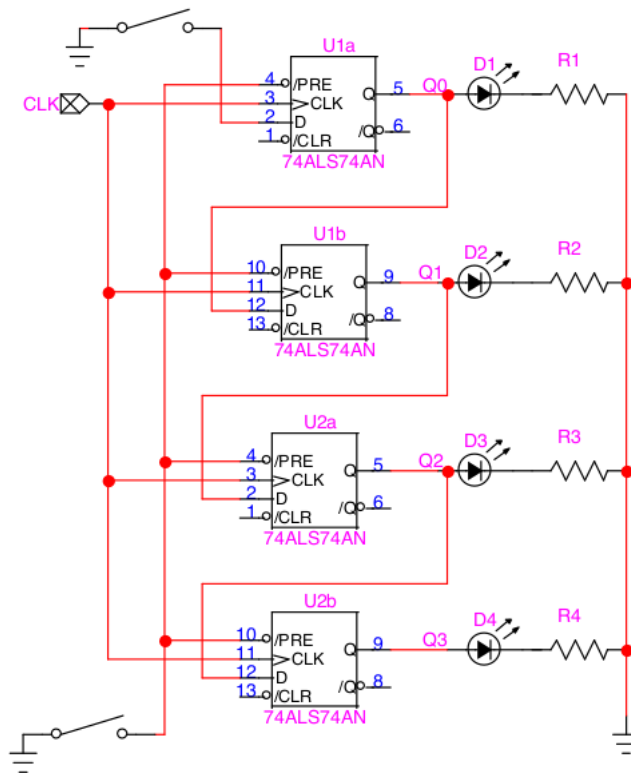 U1a
4 /PRE Q 5 Q0 D1 R1
CLK 3 CLK
2 D /Q 6
1 /CLR
74ALS74AN
U1b
10 /PRE Q 9 Q1 D2 R2
11 CLK
12 D /Q 8
13 /CLR
74ALS74AN
U2a
4 /PRE Q 5 Q2 D3 R3
3 CLK
2 D /Q 6
1 /CLR
74ALS74AN
U2b
10 /PRE Q 9 Q3 D4 R4
11 CLK
12 D /Q 8
13 /CLR
74ALS74AN